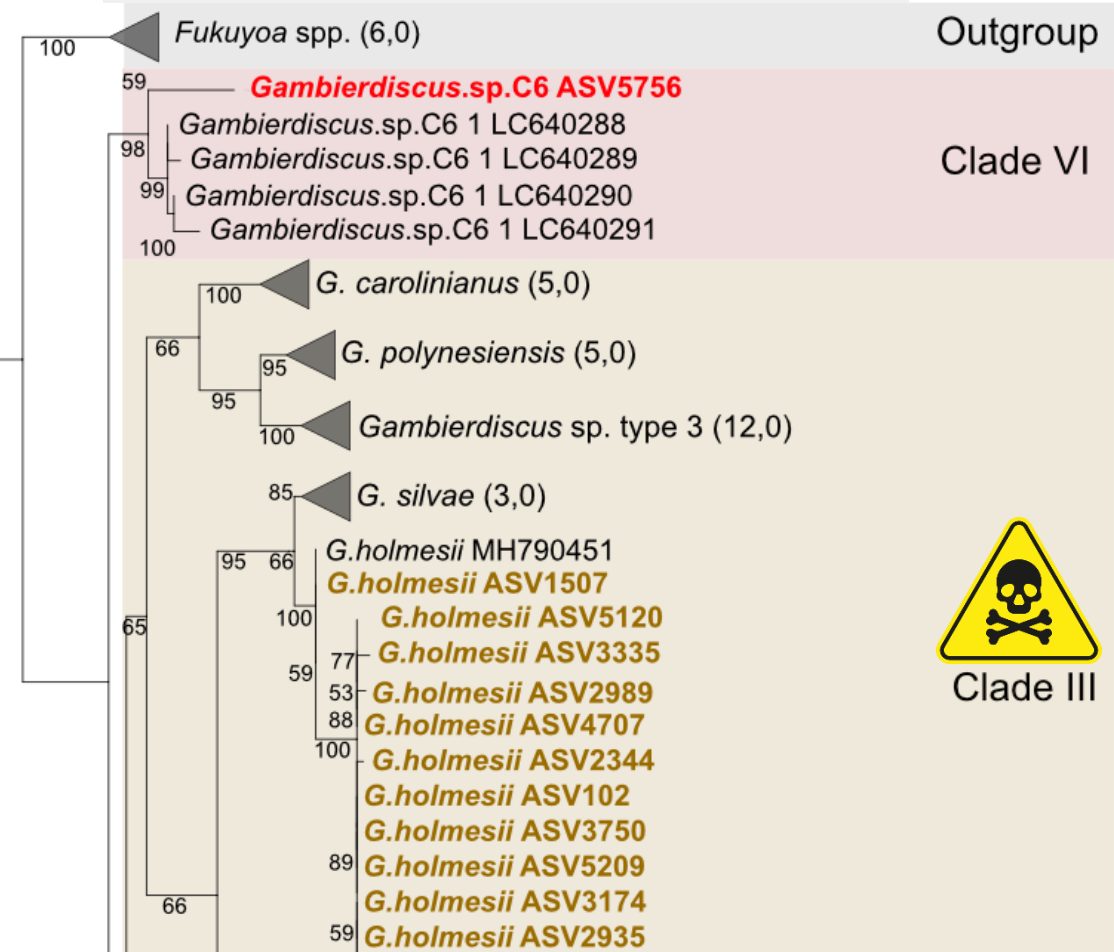 Fukuyoa spp. (6,0)
Outgroup
100
59
Gambierdiscus.sp.C6 ASV5756
Gambierdiscus.sp.C6 1 LC640288
98
Gambierdiscus.sp.C6 1 LC640289
Clade VI
99
Gambierdiscus.sp.C6 1 LC640290
Gambierdiscus.sp.C6 1 LC640291
100
G. carolinianus (5,0)
100
66
G. polynesiensis (5,0)
95
95
Gambierdiscus sp. type 3 (12,0)
100
85
G. silvae (3,0)
G.holmesii MH790451
95
66
G.holmesii ASV1507
100
G.holmesii ASV5120
65
77
G.holmesii ASV3335
59
53
G.holmesii ASV2989
Clade III
88
G.holmesii ASV4707
100
G.holmesii ASV2344
G.holmesii ASV102
G.holmesii ASV3750
89
G.holmesii ASV5209
66
G.holmesii ASV3174
59
G.holmesii ASV2935